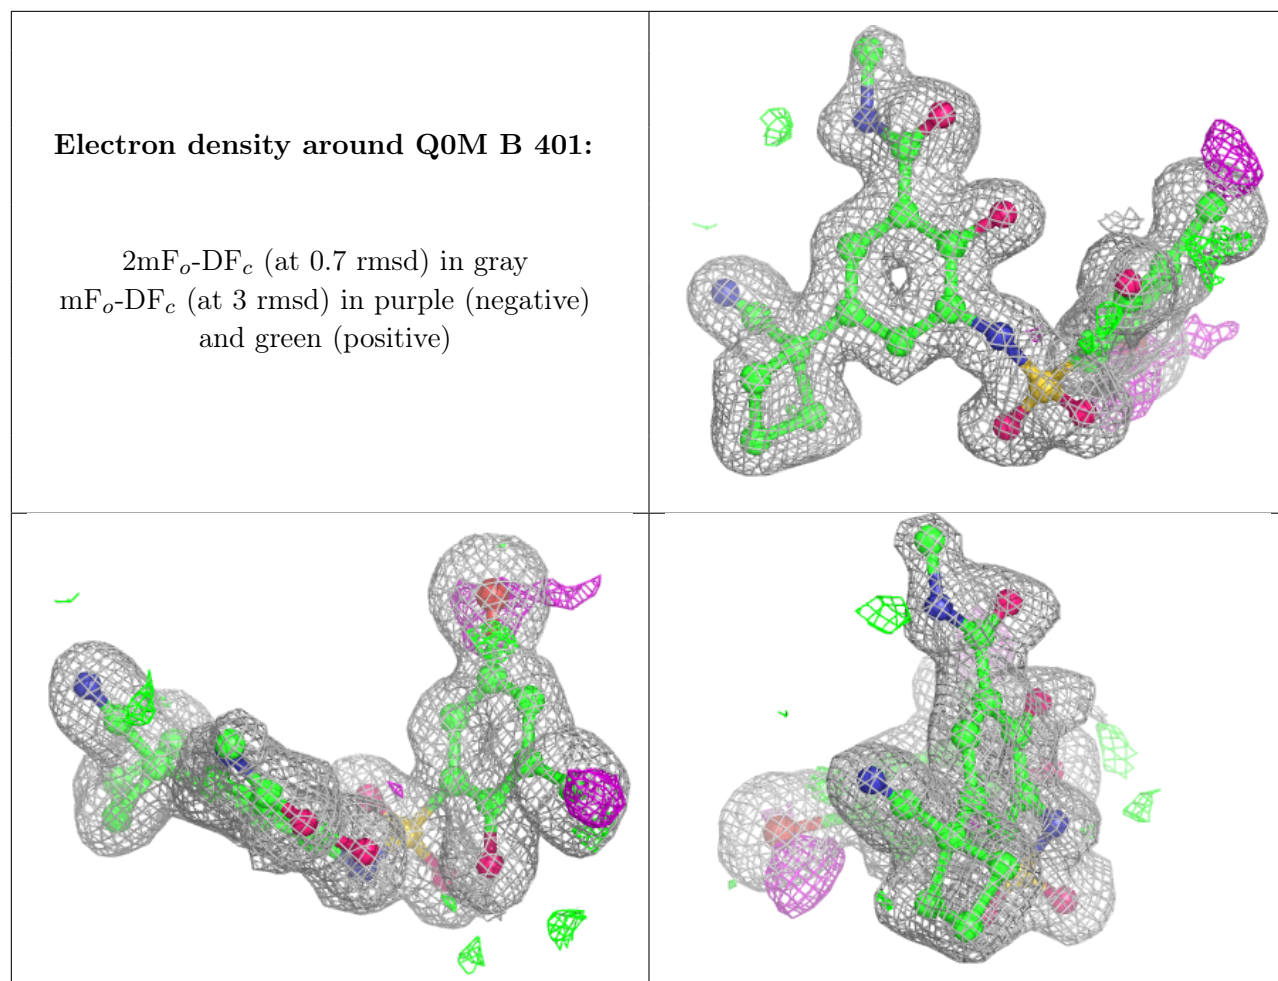 Electron density around Q0M B 401:
2mFₒ-DF𝒸 (at 0.7 rmsd) in gray
mFₒ-DF𝒸 (at 3 rmsd) in purple (negative)
and green (positive)